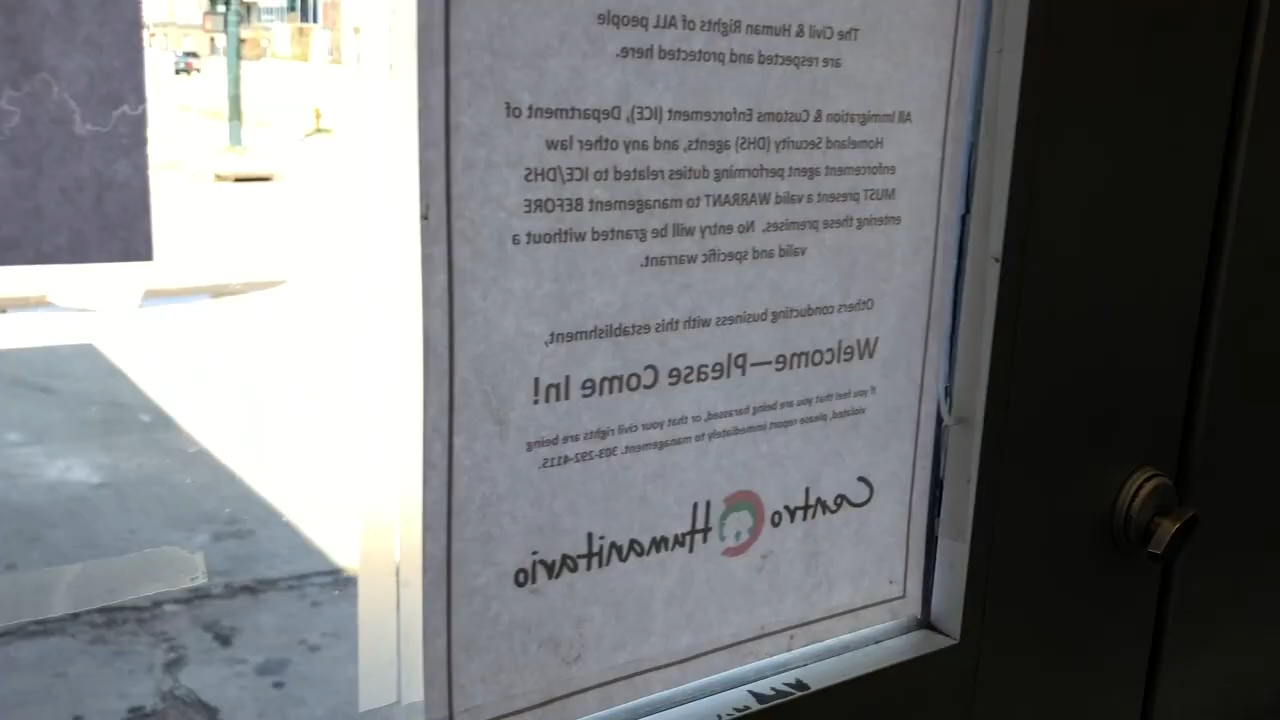 The Civil & Human Rights of ALL people
are respected and protected here.
All Immigration & Customs Enforcement (ICE), Department of
Homeland Security (DHS) agents, and any other law
enforcement agent performing duties related to ICE/DHS
MUST present a valid WARRANT to management BEFORE
entering these premises. No entry will be granted without a
valid and specific warrant.
Others conducting business with this establishment,
Welcome—Please Come In!
If you feel that you are being harassed, or that your civil rights are being
violated, please report immediately to management. 303-292-4115.
Centro Humanitario